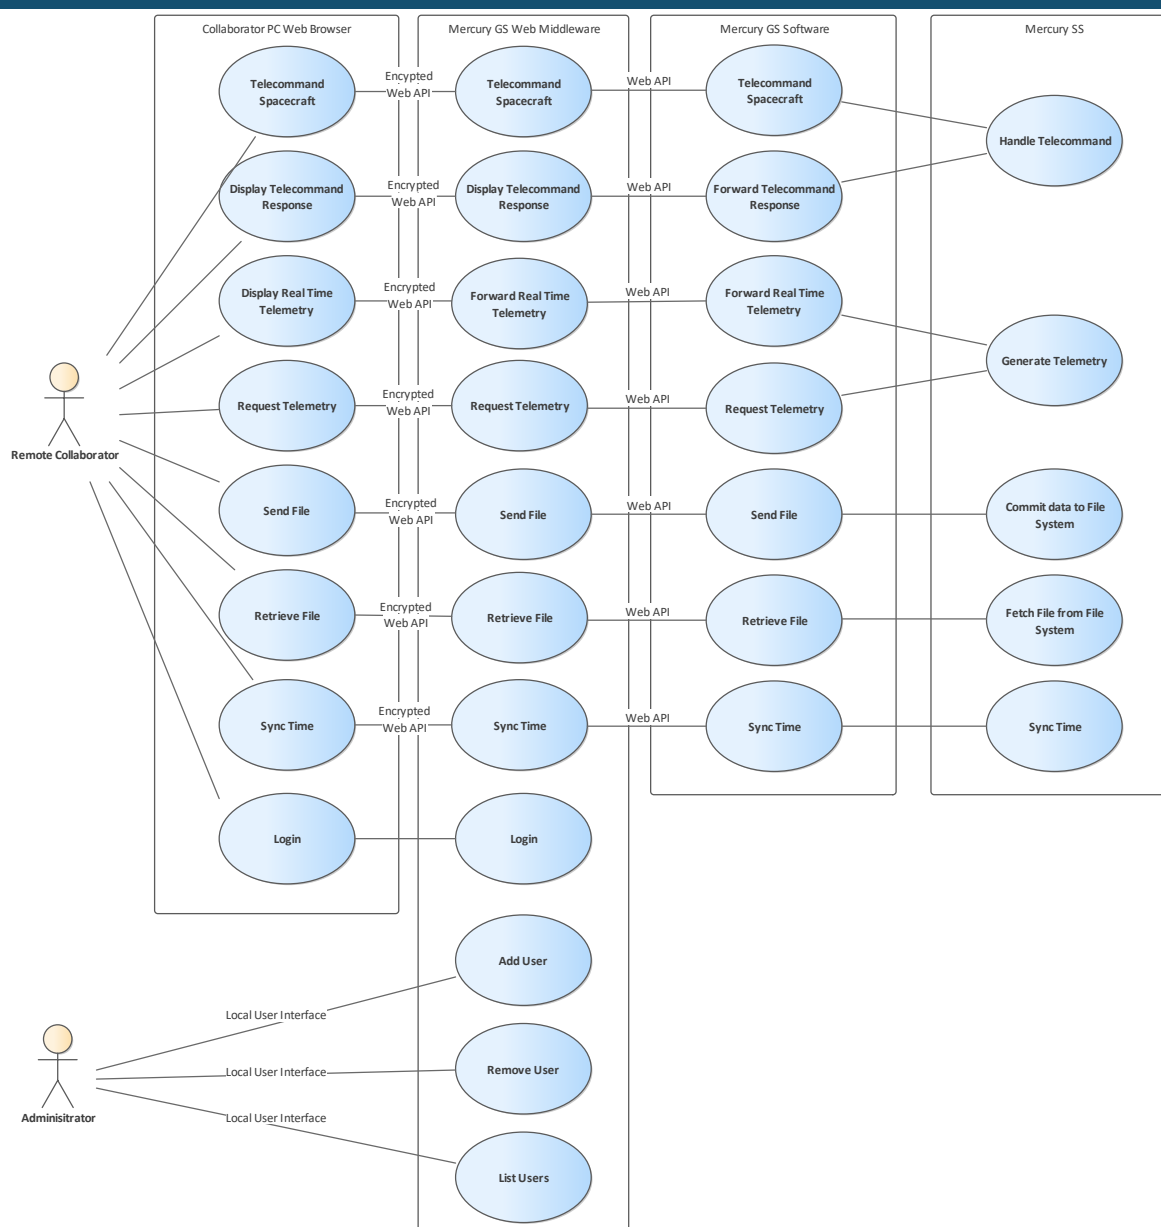 Collaborator PC Web Browser
Mercury GS Web Middleware
Mercury GS Software
Mercury SS
Telecommand
Spacecraft
Encrypted
Web API
Telecommand
Spacecraft
Web API
Telecommand
Spacecraft
Handle Telecommand
Display Telecommand
Response
Encrypted
Web API
Display Telecommand
Response
Web API
Forward Telecommand
Response
Display Real Time
Telemetry
Encrypted
Web API
Forward Real Time
Telemetry
Web API
Forward Real Time
Telemetry
Generate Telemetry
Remote Collaborator
Request Telemetry
Encrypted
Web API
Request Telemetry
Web API
Request Telemetry
Send File
Encrypted
Web API
Send File
Web API
Send File
Commit data to File
System
Retrieve File
Encrypted
Web API
Retrieve File
Web API
Retrieve File
Fetch File from File
System
Sync Time
Encrypted
Web API
Sync Time
Web API
Sync Time
Sync Time
Login
Login
Add User
Local User Interface
Adminisitrator
Local User Interface
Remove User
Local User Interface
List Users